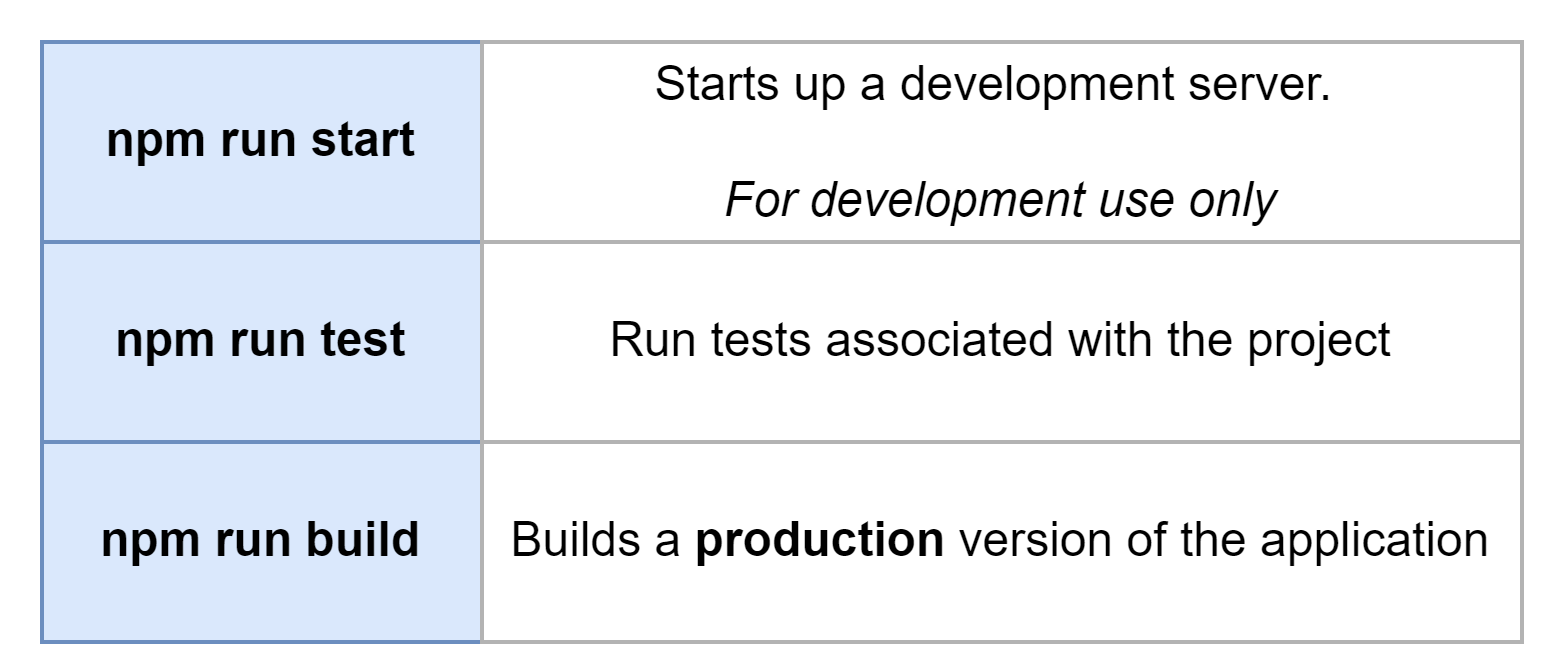 npm run start
Starts up a development server.
For development use only
npm run test
Run tests associated with the project
npm run build
Builds a production version of the application